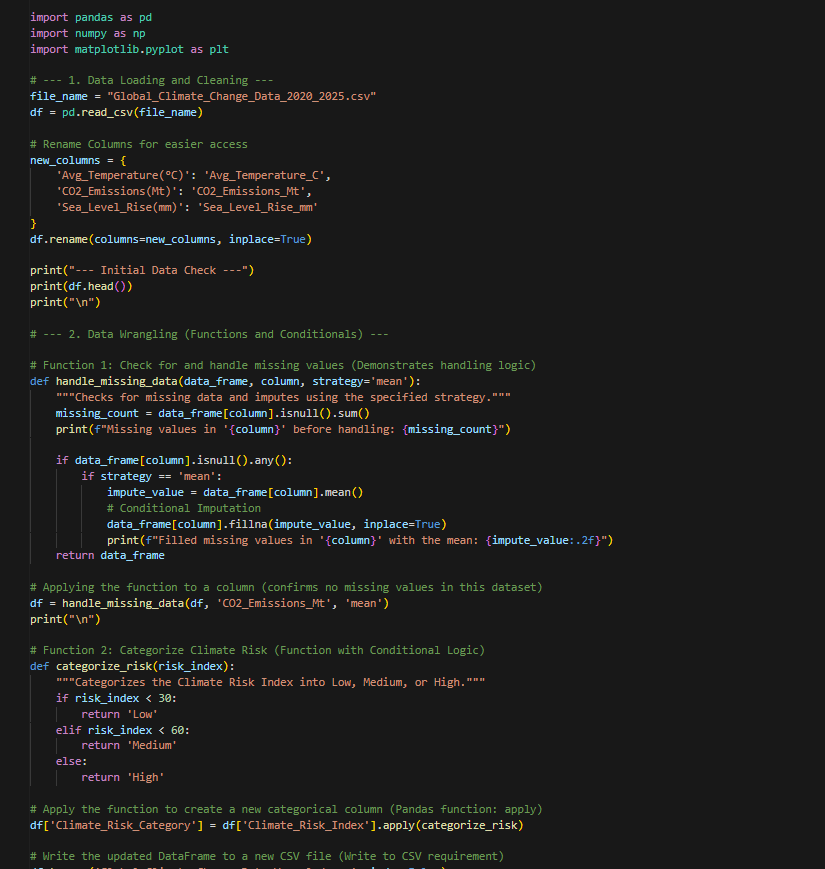 import pandas as pd
import numpy as np
import matplotlib.pyplot as plt

# --- 1. Data Loading and Cleaning ---
file_name = "Global_Climate_Change_Data_2020_2025.csv"
df = pd.read_csv(file_name)

# Rename Columns for easier access
new_columns = {
    'Avg_Temperature(°C)': 'Avg_Temperature_C',
    'CO2_Emissions(Mt)': 'CO2_Emissions_Mt',
    'Sea_Level_Rise(mm)': 'Sea_Level_Rise_mm'
}
df.rename(columns=new_columns, inplace=True)

print("--- Initial Data Check ---")
print(df.head())
print("\n")

# --- 2. Data Wrangling (Functions and Conditionals) ---

# Function 1: Check for and handle missing values (Demonstrates handling logic)
def handle_missing_data(data_frame, column, strategy='mean'):
    """Checks for missing data and imputes using the specified strategy."""
    missing_count = data_frame[column].isnull().sum()
    print(f"Missing values in '{column}' before handling: {missing_count}")

    if data_frame[column].isnull().any():
        if strategy == 'mean':
            impute_value = data_frame[column].mean()
            # Conditional Imputation
            data_frame[column].fillna(impute_value, inplace=True)
            print(f"Filled missing values in '{column}' with the mean: {impute_value:.2f}")
    return data_frame

# Applying the function to a column (confirms no missing values in this dataset)
df = handle_missing_data(df, 'CO2_Emissions_Mt', 'mean')
print("\n")

# Function 2: Categorize Climate Risk (Function with Conditional Logic)
def categorize_risk(risk_index):
    """Categorizes the Climate Risk Index into Low, Medium, or High."""
    if risk_index < 30:
        return 'Low'
    elif risk_index < 60:
        return 'Medium'
    else:
        return 'High'

# Apply the function to create a new categorical column (Pandas function: apply)
df['Climate_Risk_Category'] = df['Climate_Risk_Index'].apply(categorize_risk)

# Write the updated DataFrame to a new CSV file (Write to CSV requirement)